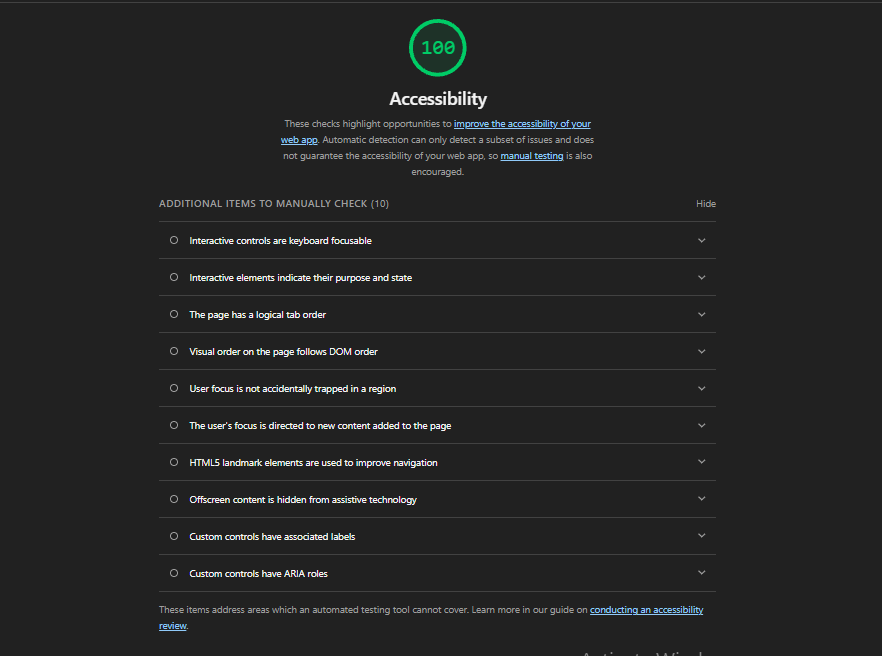 100
Accessibility
These checks highlight opportunities to improve the accessibility of your
web app. Automatic detection can only detect a subset of issues and does
not guarantee the accessibility of your web app, so manual testing is also
encouraged.
ADDITIONAL ITEMS TO MANUALLY CHECK (10) Hide
Interactive controls are keyboard focusable
Interactive elements indicate their purpose and state
The page has a logical tab order
Visual order on the page follows DOM order
User focus is not accidentally trapped in a region
The user's focus is directed to new content added to the page
HTML5 landmark elements are used to improve navigation
Offscreen content is hidden from assistive technology
Custom controls have associated labels
Custom controls have ARIA roles
These items address areas which an automated testing tool cannot cover. Learn more in our guide on conducting an accessibility
review.